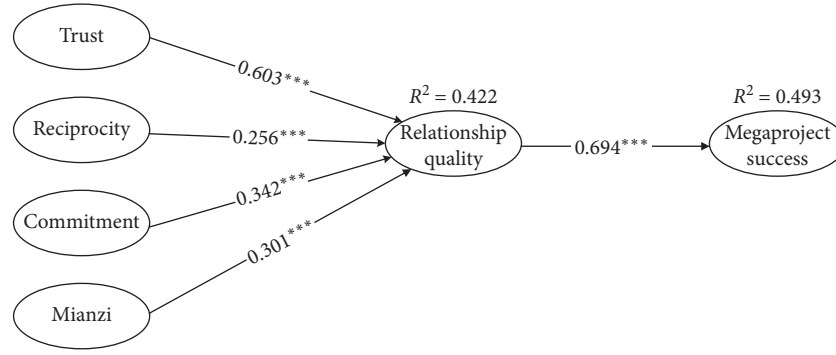 Trust
Reciprocity
Commitment
Mianzi
0.603***
0.256***
0.342***
0.301***
R² = 0.422
Relationship
quality
0.694***
R² = 0.493
Megaproject
success